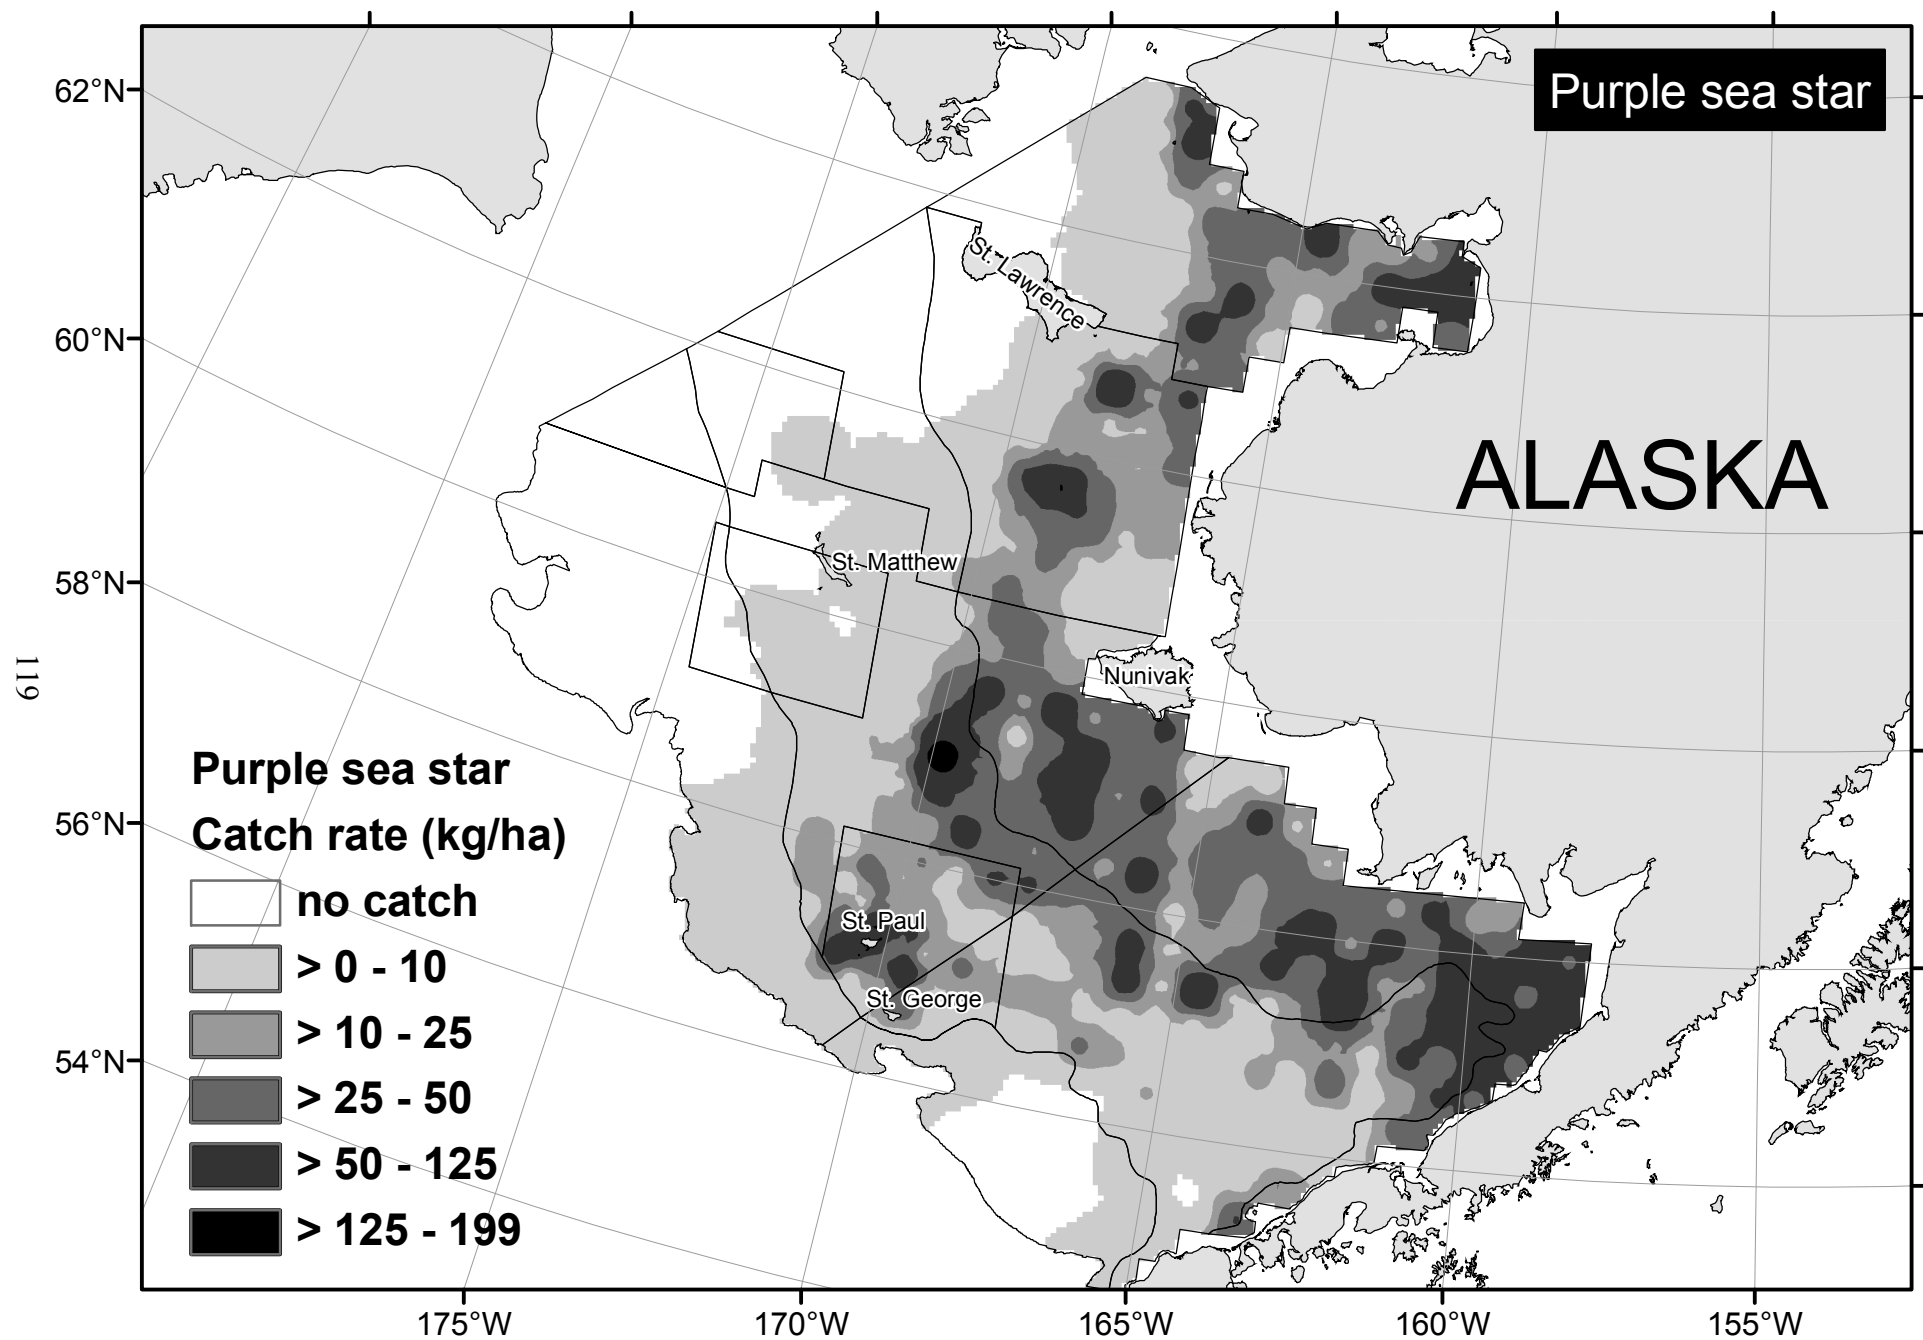 Purple sea star
62°N
60°N
58°N
56°N
54°N
St. Lawrence
ALASKA
St. Matthew
Nunivak
St. Paul
St. George
119
Purple sea star
Catch rate (kg/ha)
no catch
> 0 - 10
> 10 - 25
> 25 - 50
> 50 - 125
> 125 - 199
175°W
170°W
165°W
160°W
155°W